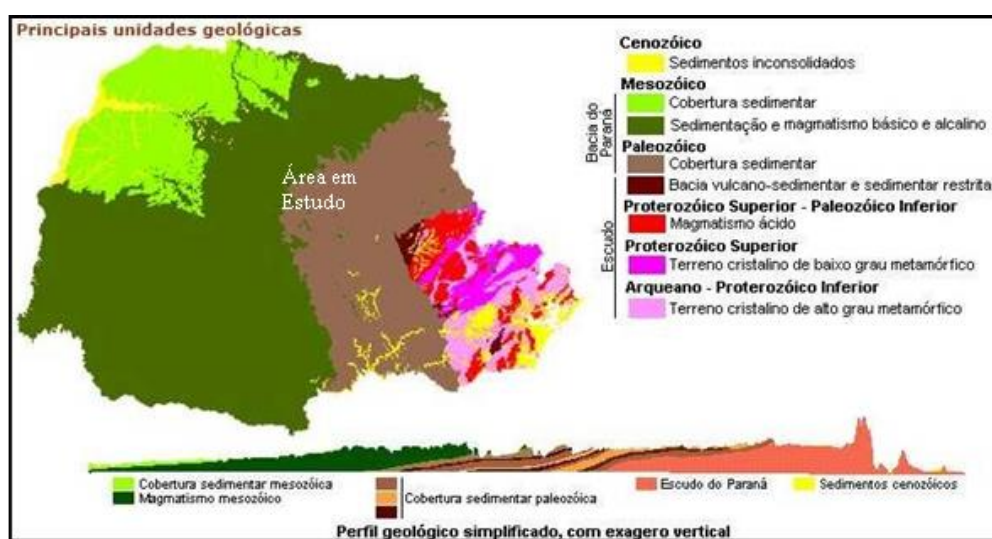 Principais unidades geológicas
Área em
Estudo
Cenozóico
Sedimentos inconsolidados
Mesozóico
Cobertura sedimentar
Sedimentação e magmatismo básico e alcalino
Bacia do
Paraná
Paleozóico
Cobertura sedimentar
Bacia vulcano-sedimentar e sedimentar restrita
Escudo
Proterozóico Superior - Paleozóico Inferior
Magmatismo ácido
Proterozóico Superior
Terreno cristalino de baixo grau metamórfico
Arqueano - Proterozóico Inferior
Terreno cristalino de alto grau metamórfico
Cobertura sedimentar mesozóica
Magmatismo mesozóico
Cobertura sedimentar paleozóica
Escudo do Paraná
Sedimentos cenozóicos
Perfil geológico simplificado, com exagero vertical